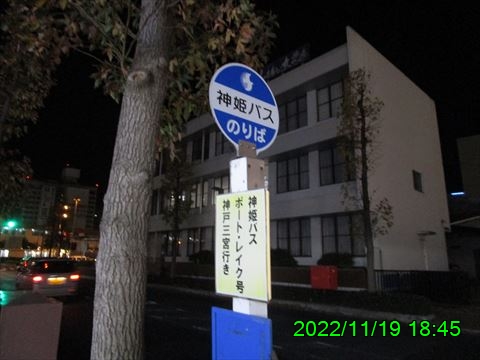 神姫バス
のりば
神姫バス
ポート・レイク号
神戸三宮行き
2022/11/19 18:45